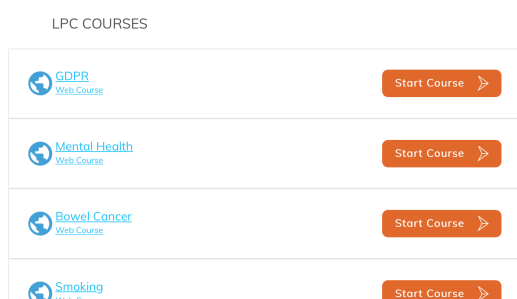 LPC COURSES
GDPR
Web Course
Start Course
Mental Health
Web Course
Start Course
Bowel Cancer
Web Course
Start Course
Smoking
Start Course